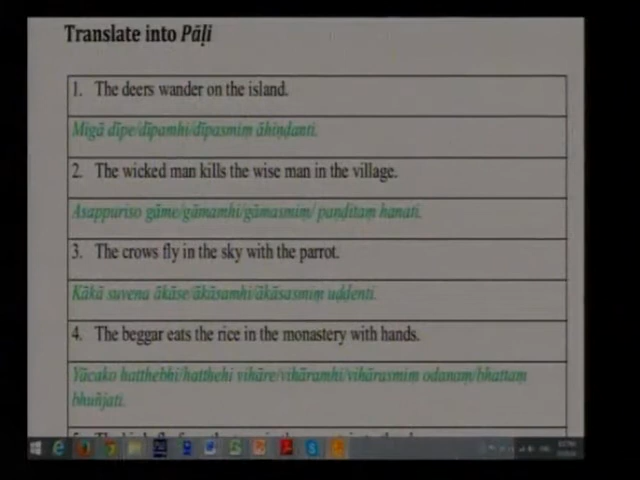 Translate into Pāḷi
1. The deers wander on the island.
Migā dīpe/dīpamhi/dīpasmiṃ āhiṇḍanti.
2. The wicked man kills the wise man in the village.
Asappuriso gāme/gāmamhi/gāmasmiṃ/ paṇḍitaṃ hanati.
3. The crows fly in the sky with the parrot.
Kākā suvena ākāse/ākāsamhi/ākāsasmiṃ uḍḍenti.
4. The beggar eats the rice in the monastery with hands.
Yācako hatthebhi/hatthehi vihāre/vihāramhi/vihārasmiṃ odanaṃ/bhattaṃ
bhuñjati.